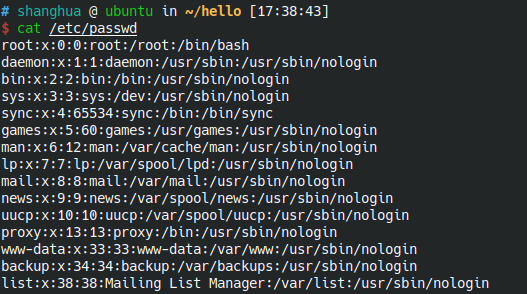 # shanghua @ ubuntu in ~/hello [17:38:43]
$ cat /etc/passwd
root:x:0:0:root:/root:/bin/bash
daemon:x:1:1:daemon:/usr/sbin:/usr/sbin/nologin
bin:x:2:2:bin:/bin:/usr/sbin/nologin
sys:x:3:3:sys:/dev:/usr/sbin/nologin
sync:x:4:65534:sync:/bin:/bin/sync
games:x:5:60:games:/usr/games:/usr/sbin/nologin
man:x:6:12:man:/var/cache/man:/usr/sbin/nologin
lp:x:7:7:lp:/var/spool/lpd:/usr/sbin/nologin
mail:x:8:8:mail:/var/mail:/usr/sbin/nologin
news:x:9:9:news:/var/spool/news:/usr/sbin/nologin
uucp:x:10:10:uucp:/var/spool/uucp:/usr/sbin/nologin
proxy:x:13:13:proxy:/bin:/usr/sbin/nologin
www-data:x:33:33:www-data:/var/www:/usr/sbin/nologin
backup:x:34:34:backup:/var/backups:/usr/sbin/nologin
list:x:38:38:Mailing List Manager:/var/list:/usr/sbin/nologin